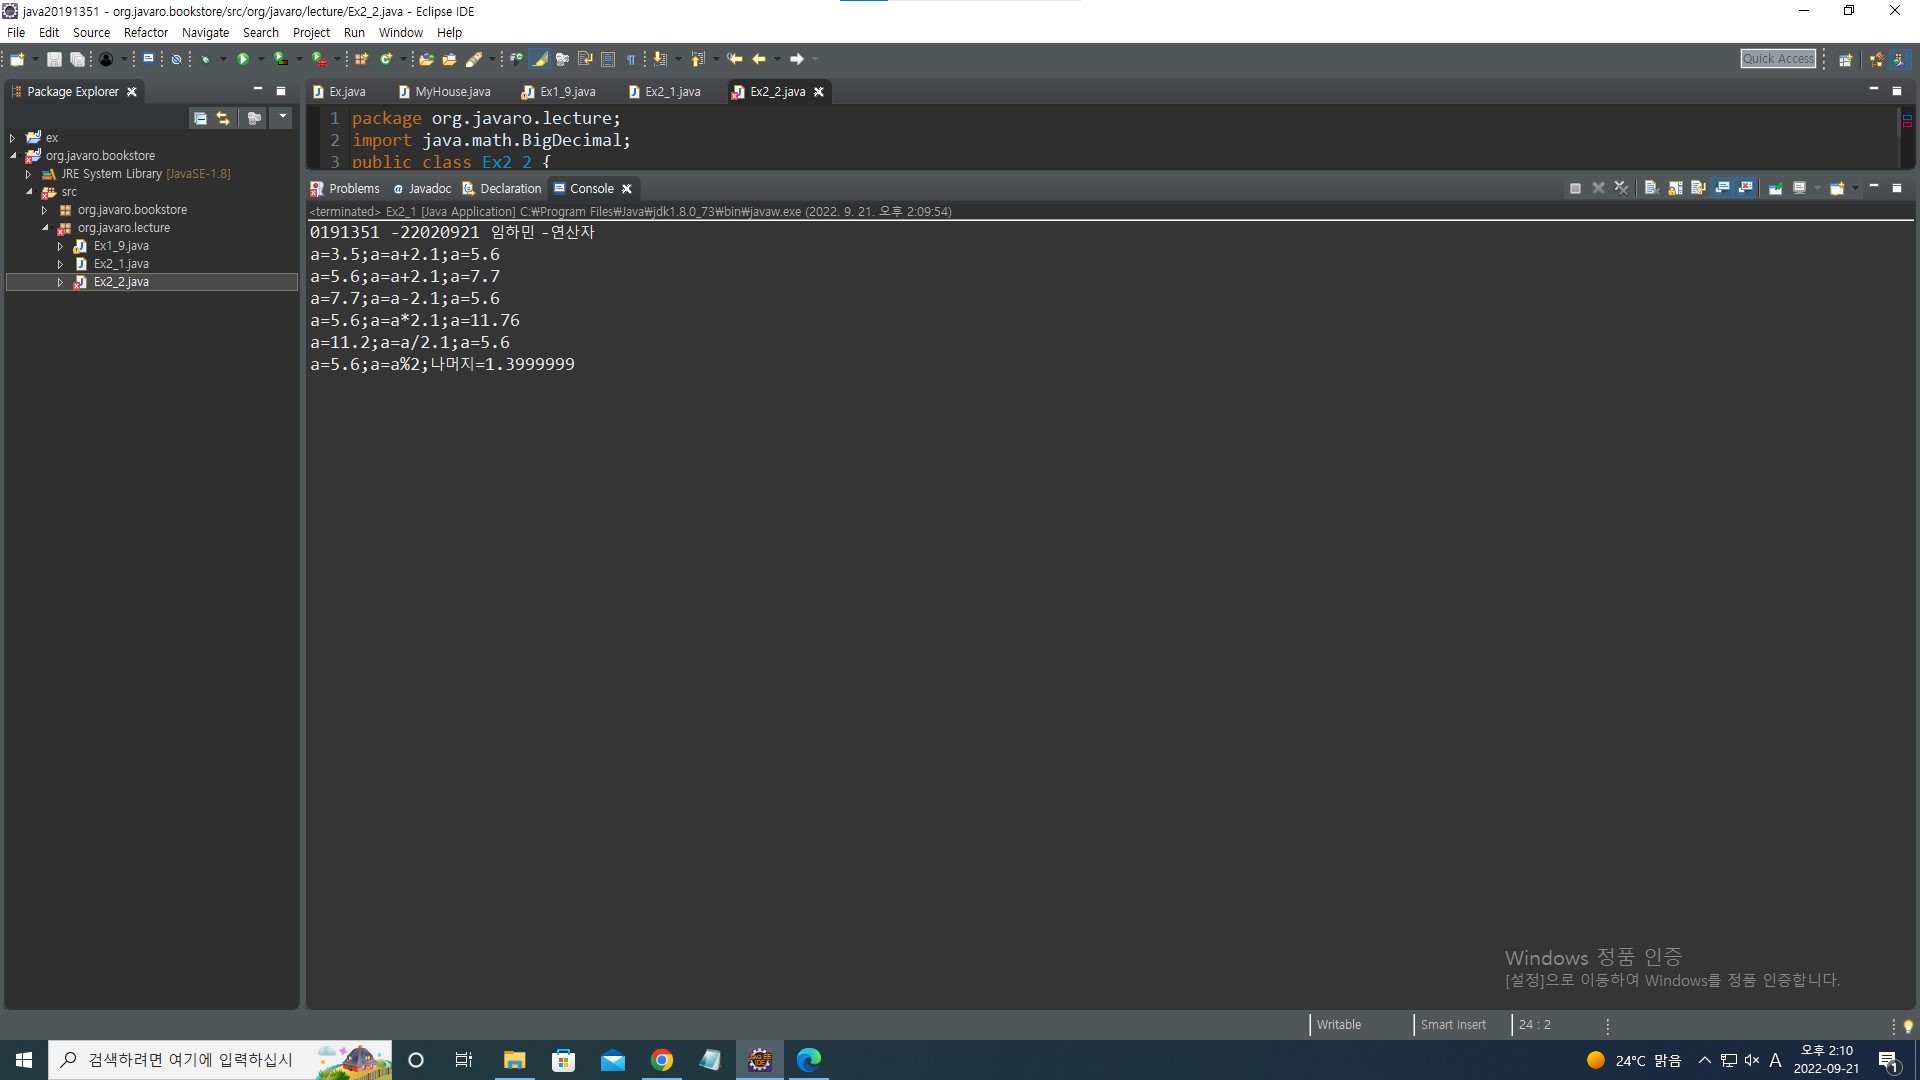 java20191351 - org.javaro.bookstore/src/org/javaro/lecture/Ex2_2.java - Eclipse IDE
File Edit Source Refactor Navigate Search Project Run Window Help
Quick Access
Package Explorer
ex
org.javaro.bookstore
JRE System Library [JavaSE-1.8]
src
org.javaro.bookstore
org.javaro.lecture
Ex1_9.java
Ex2_1.java
Ex2_2.java
Ex.java MyHouse.java Ex1_9.java Ex2_1.java Ex2_2.java
1 package org.javaro.lecture;
2 import java.math.BigDecimal;
3 public class Ex2_2 {
Problems Javadoc Declaration Console
<terminated> Ex2_1 [Java Application] C:₩Program Files₩Java₩jdk1.8.0_73₩bin₩javaw.exe (2022. 9. 21. 오후 2:09:54)
0191351 -22020921 임하민 -연산자
a=3.5;a=a+2.1;a=5.6
a=5.6;a=a+2.1;a=7.7
a=7.7;a=a-2.1;a=5.6
a=5.6;a=a*2.1;a=11.76
a=11.2;a=a/2.1;a=5.6
a=5.6;a=a%2;나머지=1.3999999
Windows 정품 인증
[설정]으로 이동하여 Windows를 정품 인증합니다.
Writable Smart Insert 24 : 2
검색하려면 여기에 입력하십시
24°C 맑음 A 오후 2:10
2022-09-21
1